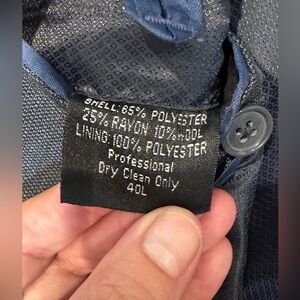 SHELL: 65% POLYESTER
25% RAYON 10% WOOL
LINING: 100% POLYESTER
Professional
Dry Clean Only
40L